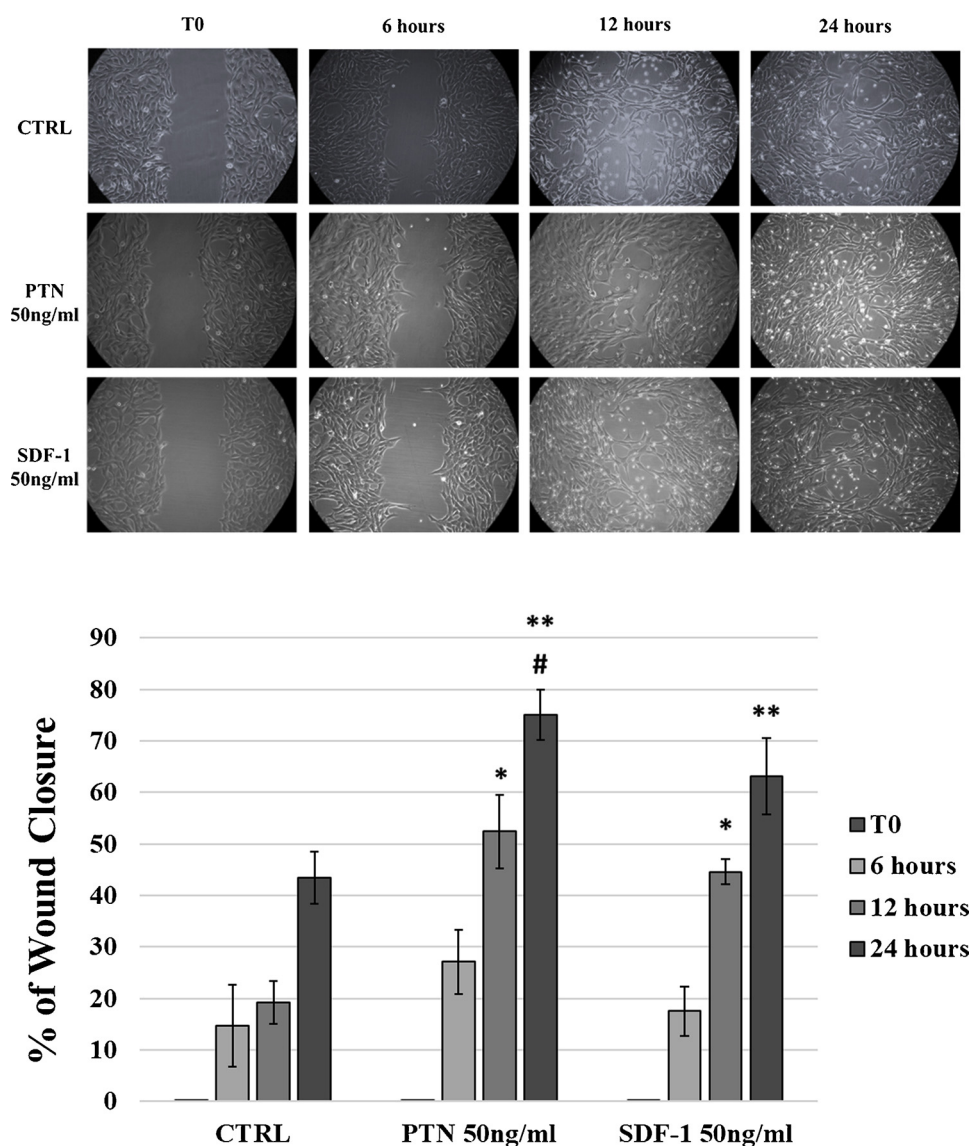 T0 6 hours 12 hours 24 hours
CTRL
PTN
50ng/ml
SDF-1
50ng/ml
% of Wound Closure
90
80
70
60
50
40
30
20
10
0
**
#
*
**
*
T0
6 hours
12 hours
24 hours
CTRL PTN 50ng/ml SDF-1 50ng/ml